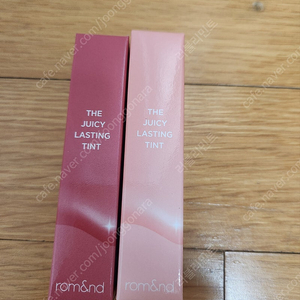 THE
JUICY
LASTING
TINT
rom&nd
THE
JUICY
LASTING
TINT
rom&nd